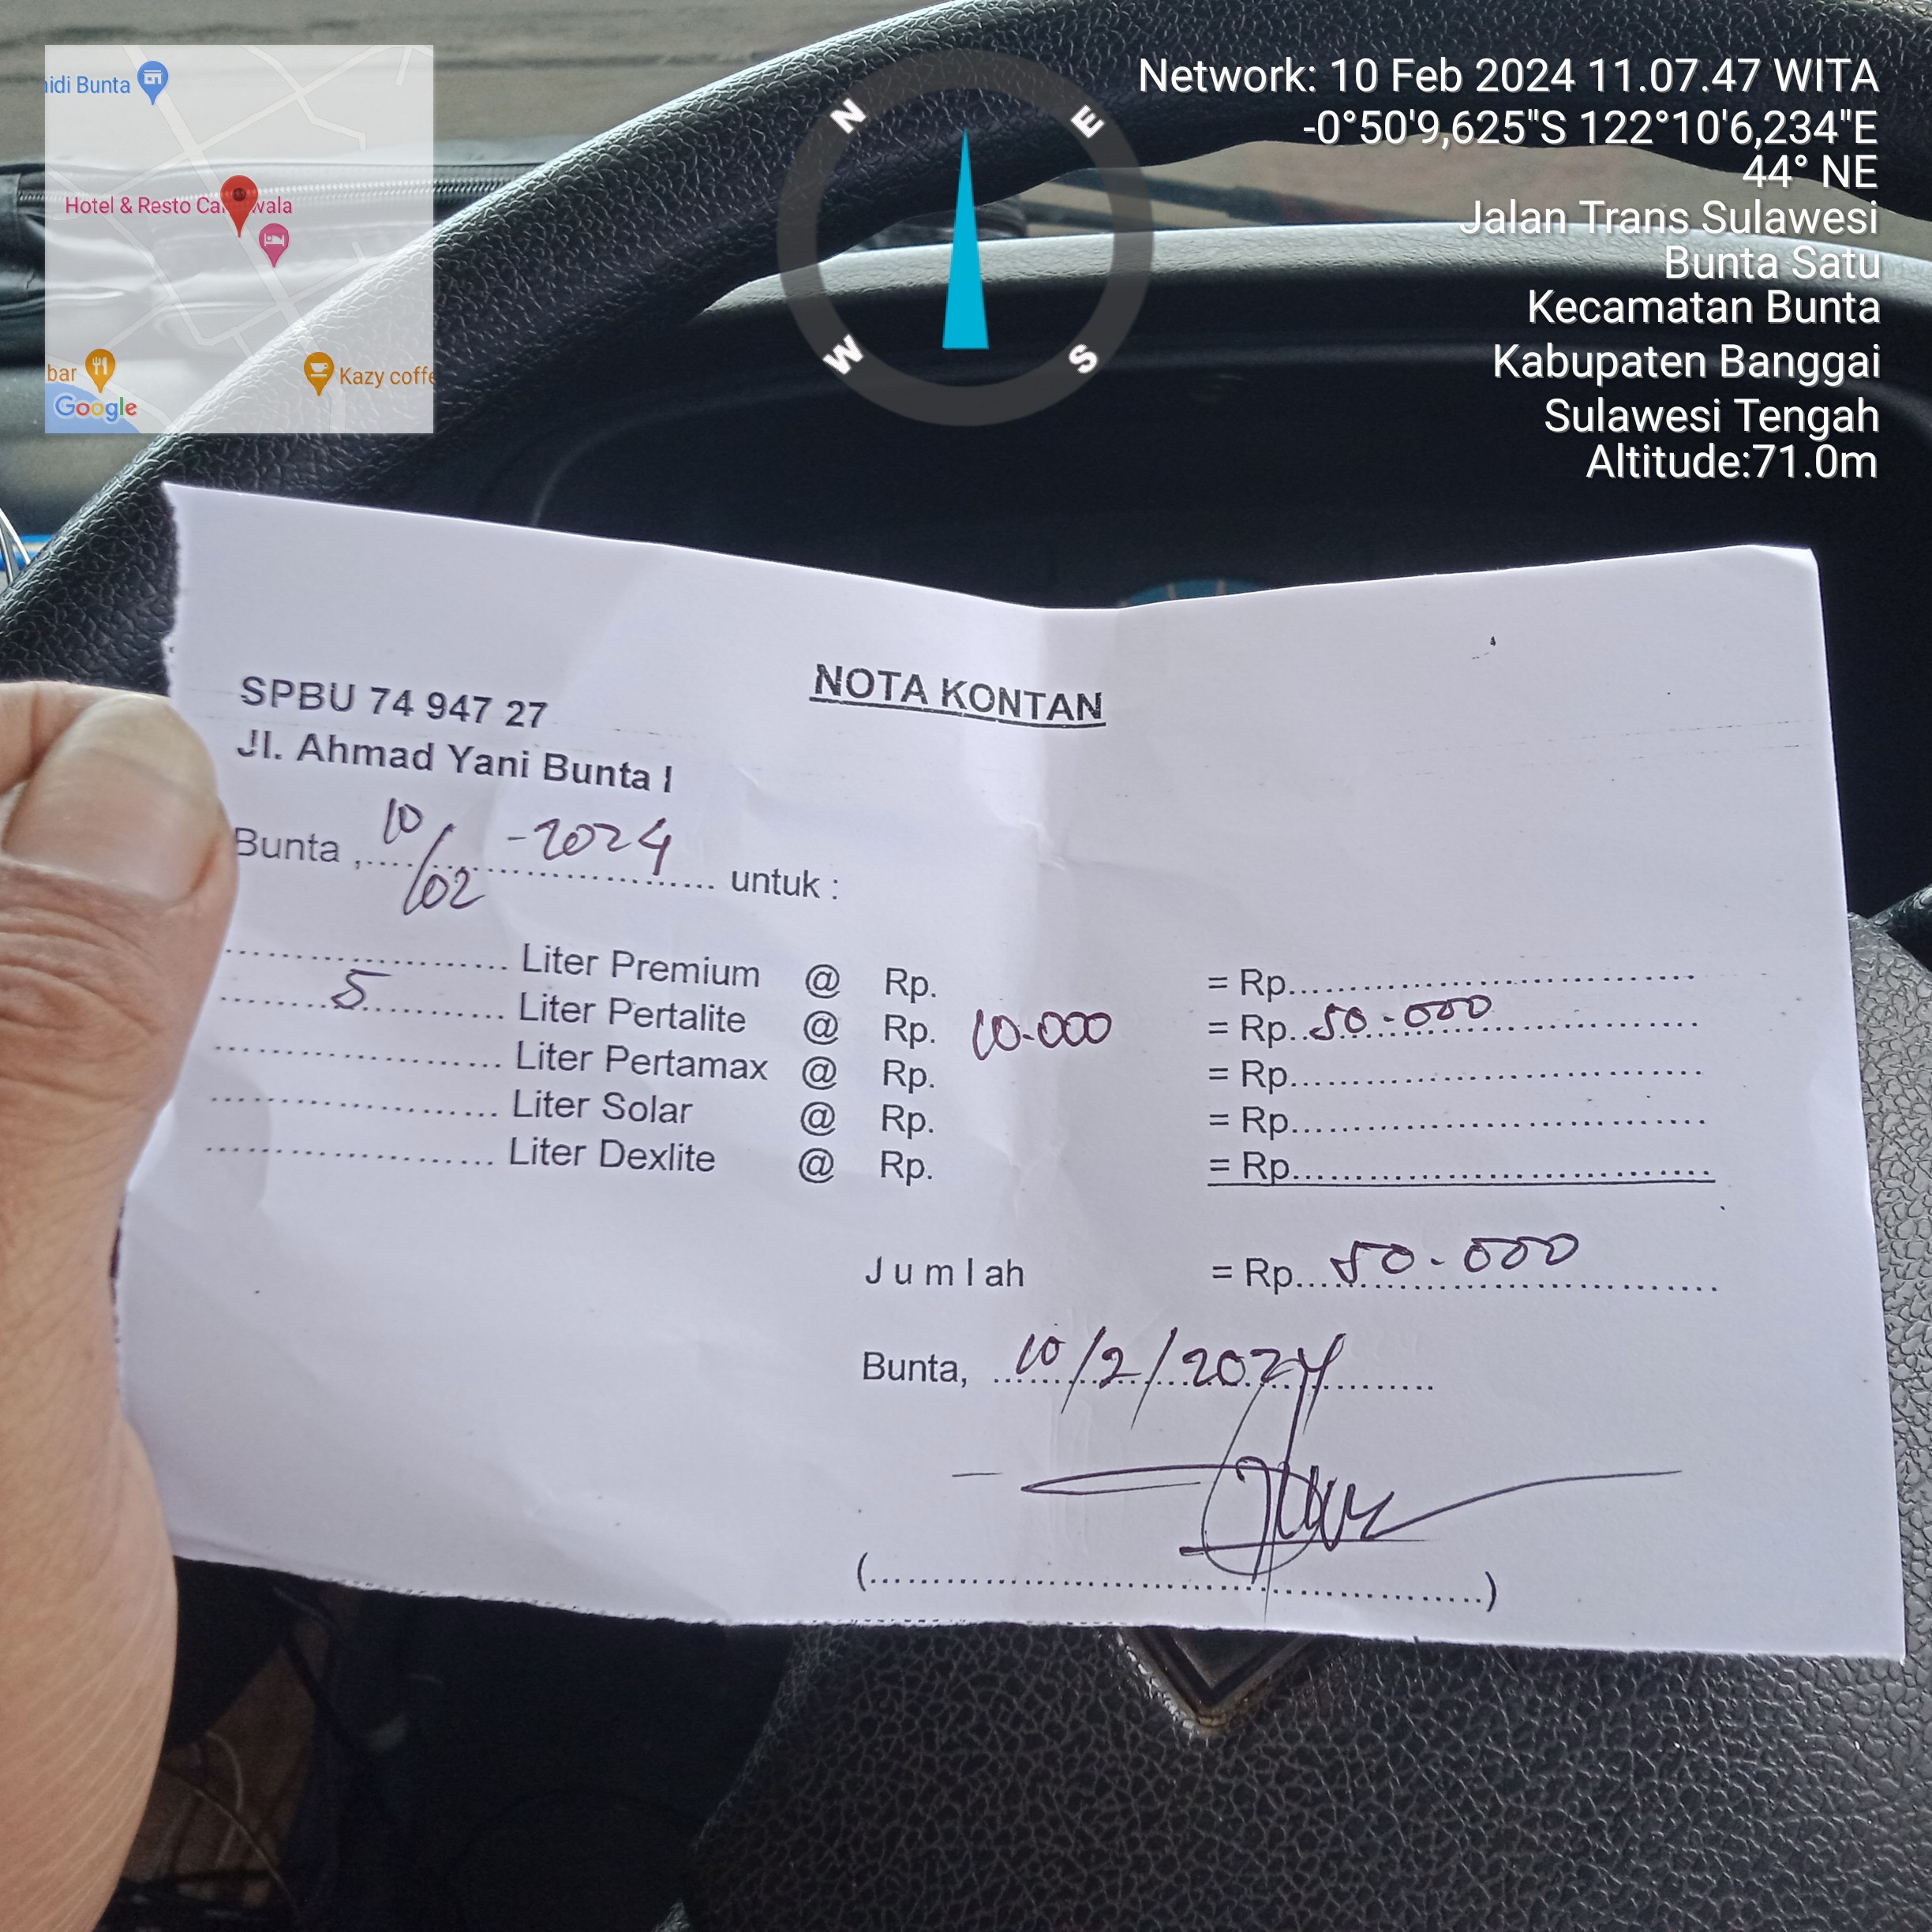 idi Bunta
Hotel & Resto
bar
Kazy coffe
Google
N
E
W
S
Network: 10 Feb 2024 11.07.47 WITA
-0°50'9,625"S 122°10'6,234"E
44° NE
Jalan Trans Sulawesi
Bunta Satu
Kecamatan Bunta
Kabupaten Banggai
Sulawesi Tengah
Altitude:71.0m
NOTA KONTAN
SPBU 74 947 27
Jl. Ahmad Yani Bunta I
Bunta, 10/02 -2024 untuk :
Liter Premium @ Rp. = Rp.
5 Liter Pertalite @ Rp. 10.000 = Rp. 50.000
Liter Pertamax @ Rp. = Rp.
Liter Solar @ Rp. = Rp.
Liter Dexlite @ Rp. = Rp.
Jumlah = Rp. 50.000
Bunta, 10/2/2024
(..............................)